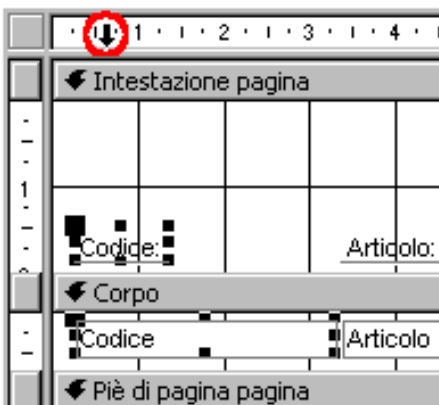 1 2 3 4
Intestazione pagina
1
Codice: Articolo:
Corpo
Codice Articolo
Piè di pagina pagina